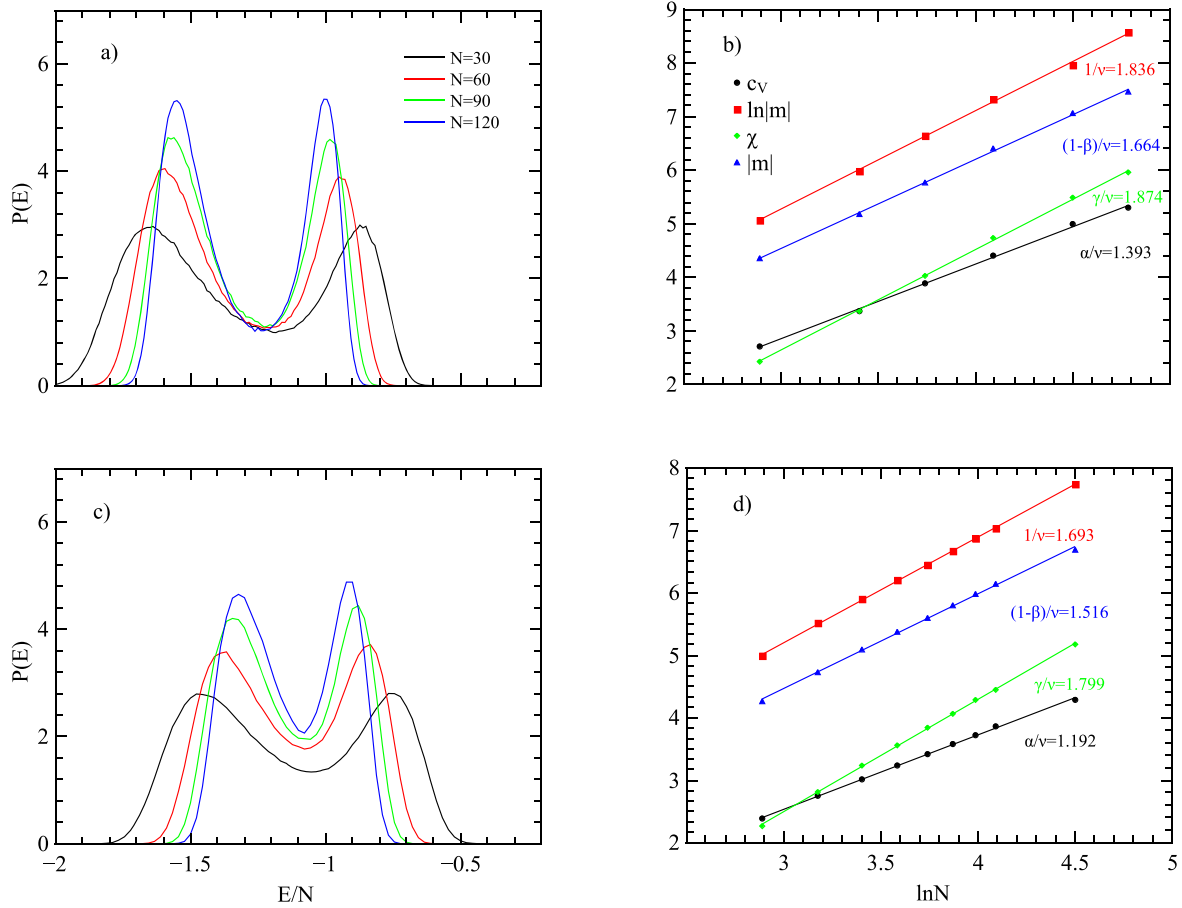 a)
6
4
2
0
P(E)
N=30
N=60
N=90
N=120
b)
9
8
7
6
5
4
3
2
c_V
ln|m|
χ
|m|
1/ν=1.836
(1-β)/ν=1.664
γ/ν=1.874
α/ν=1.393
c)
6
4
2
0
P(E)
−2
−1.5
−1
−0.5
E/N
d)
8
7
6
5
4
3
2
1/ν=1.693
(1-β)/ν=1.516
γ/ν=1.799
α/ν=1.192
3
3.5
4
4.5
5
lnN